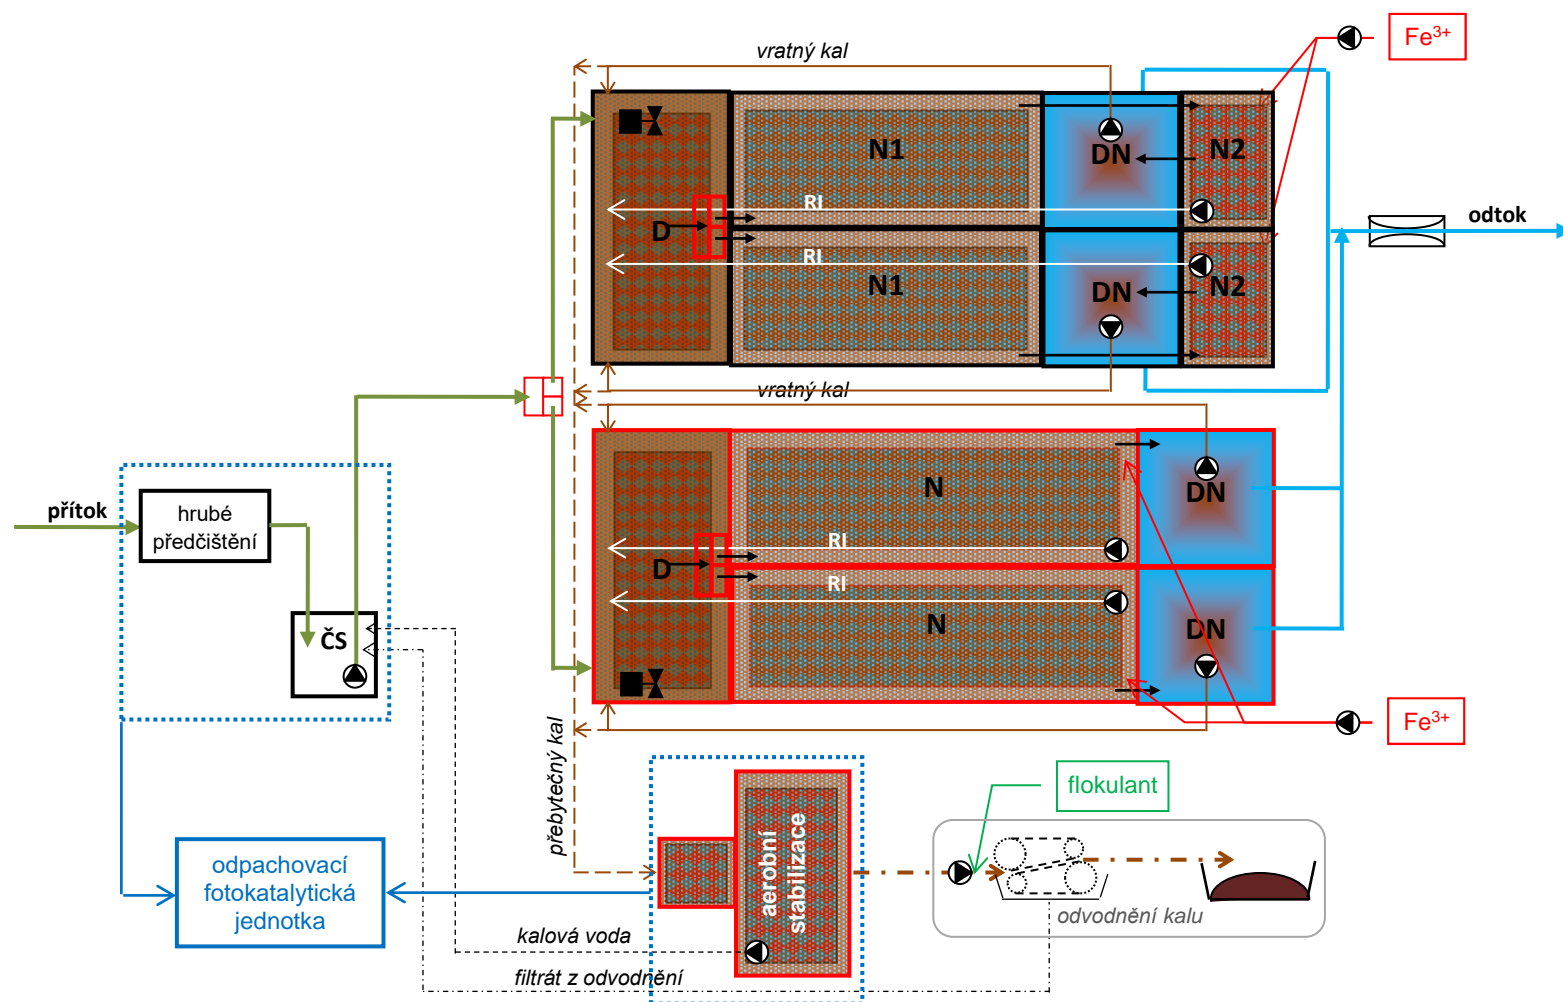 vratný kal
Fe3+
N1
DN
N2
RI
D
odtok
RI
N1
DN
N2
vratný kal
N
DN
přítok
hrubé
předčištění
RI
D
RI
ČS
N
DN
Fe3+
přebytečný kal
flokulant
aerobní
stabilizace
odpachovací
fotokatalytická
jednotka
odvodnění kalu
kalová voda
filtrát z odvodnění